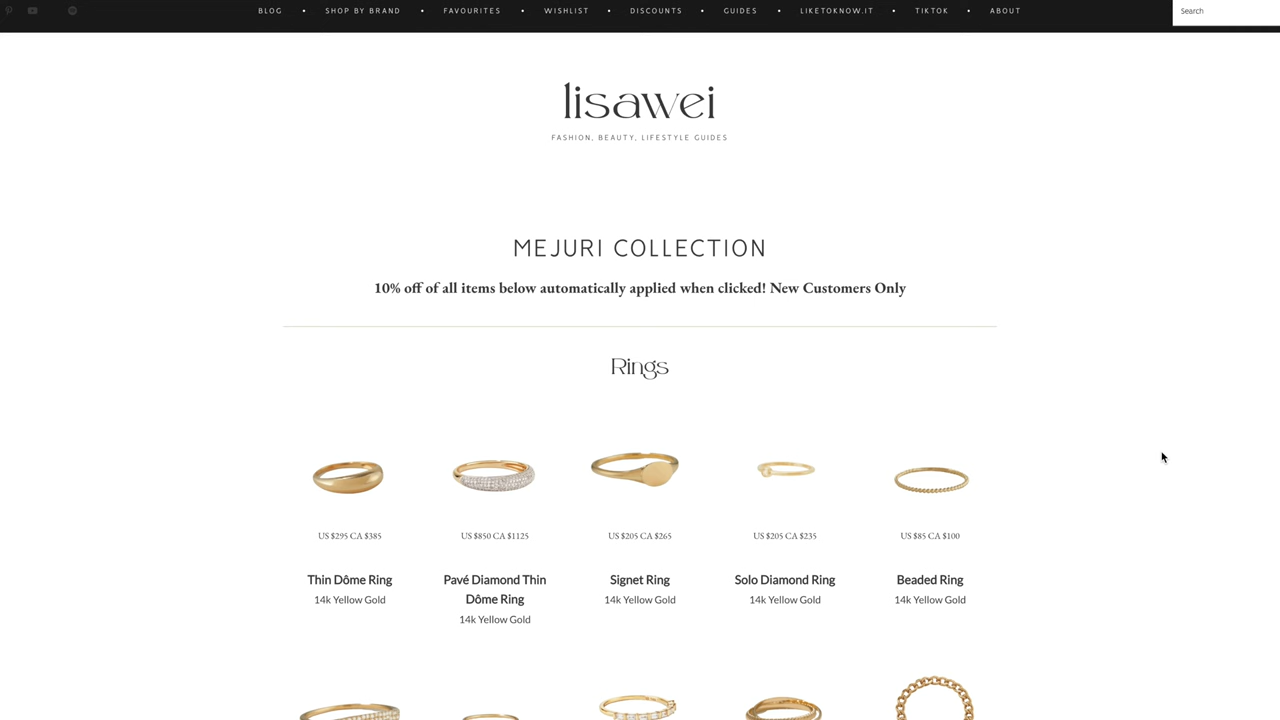 BLOG • SHOP BY BRAND • FAVOURITES • WISHLIST • DISCOUNTS • GUIDES • LIKETOKNOW.IT • TIKTOK • ABOUT
Search
lisawei
FASHION, BEAUTY, LIFESTYLE GUIDES
MEJURI COLLECTION
10% off of all items below automatically applied when clicked! New Customers Only
Rings
US $295 CA $385
US $850 CA $1125
US $205 CA $265
US $205 CA $235
US $85 CA $100
Thin Dôme Ring
14k Yellow Gold
Pavé Diamond Thin
Dôme Ring
14k Yellow Gold
Signet Ring
14k Yellow Gold
Solo Diamond Ring
14k Yellow Gold
Beaded Ring
14k Yellow Gold